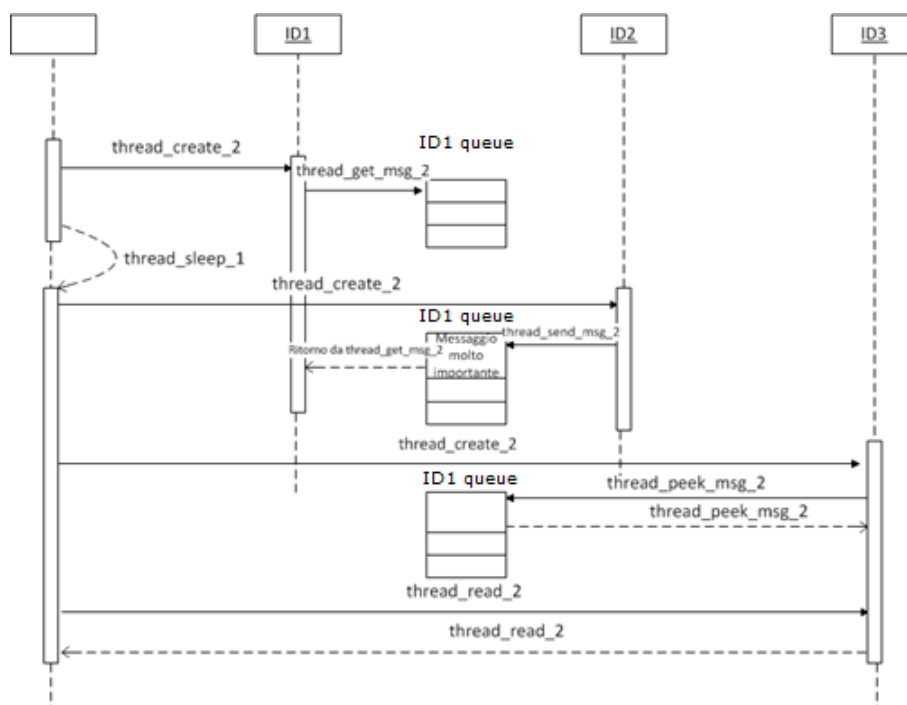 ID1
ID2
ID3
thread_create_2
ID1 queue
thread_get_msg_2
thread_sleep_1
thread_create_2
ID1 queue
thread_send_msg_2
Ritorno da thread_get_msg_2
Messaggio
molto
importante
thread_create_2
ID1 queue
thread_peek_msg_2
thread_peek_msg_2
thread_read_2
thread_read_2